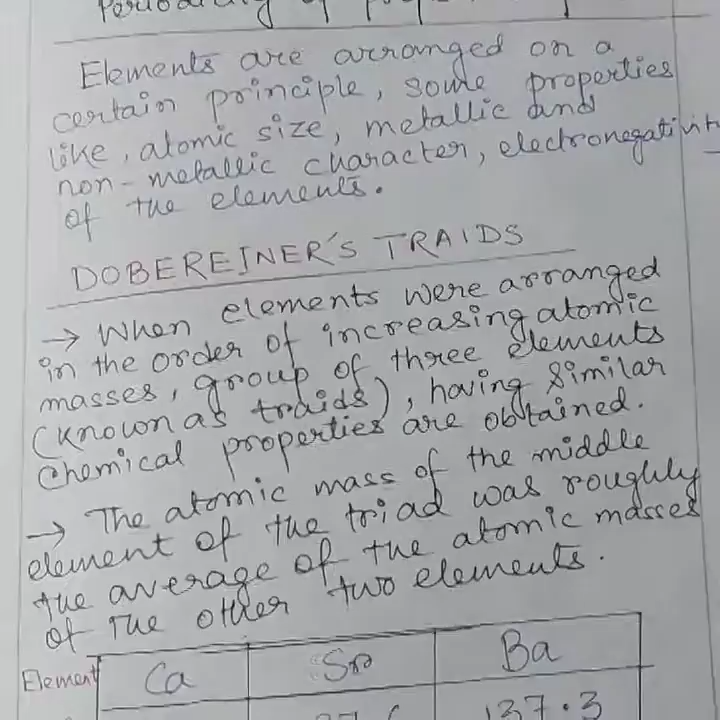 Periodicity of properties
Elements are arranged on a
certain principle, some properties
like, atomic size, metallic and
non-metallic character, electronegativity
of the elements.
DOBEREINER'S TRAIDS
→ When elements were arranged
in the order of increasing atomic
masses, group of three elements
(known as traids), having similar
chemical properties are obtained.
→ The atomic mass of the middle
element of the triad was roughly
the average of the atomic masses
of the other two elements.
Element Ca Sr Ba
137.3